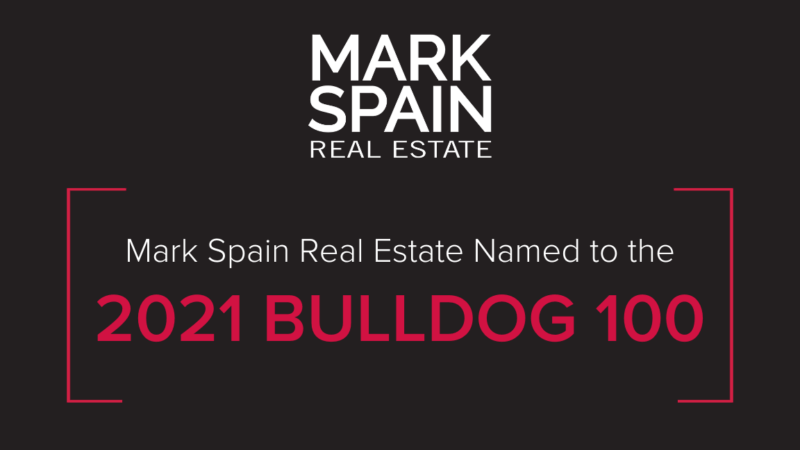 MARK
SPAIN
REAL ESTATE
Mark Spain Real Estate Named to the
2021 BULLDOG 100